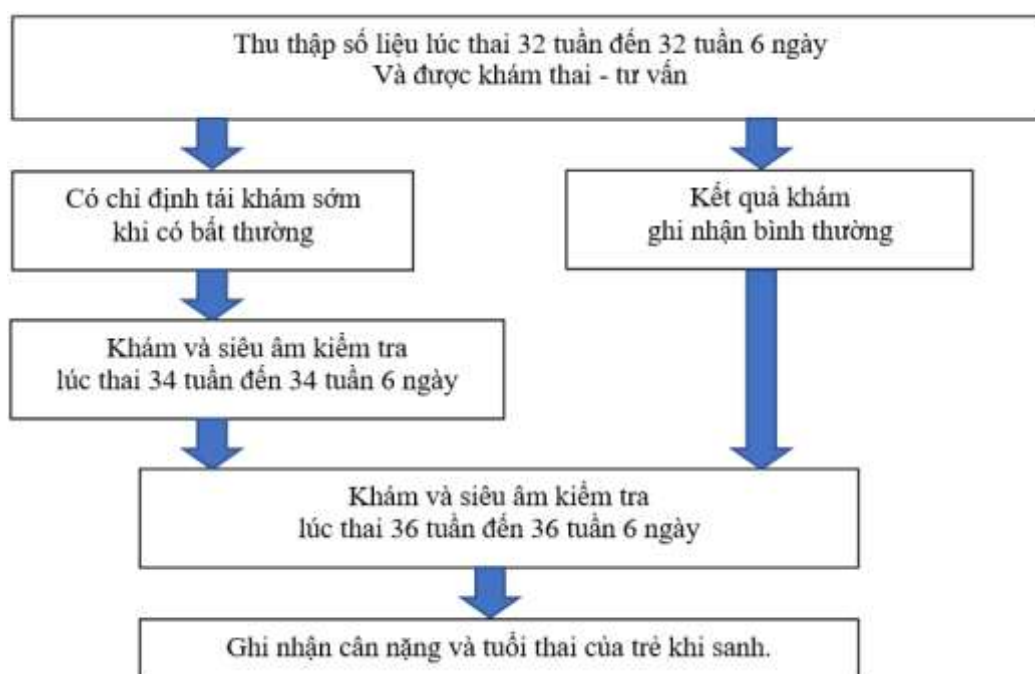 Thu thập số liệu lúc thai 32 tuần đến 32 tuần 6 ngày
Và được khám thai - tư vấn
Có chỉ định tái khám sớm
khi có bất thường
Kết quả khám
ghi nhận bình thường
Khám và siêu âm kiểm tra
lúc thai 34 tuần đến 34 tuần 6 ngày
Khám và siêu âm kiểm tra
lúc thai 36 tuần đến 36 tuần 6 ngày
Ghi nhận cân nặng và tuổi thai của trẻ khi sanh.